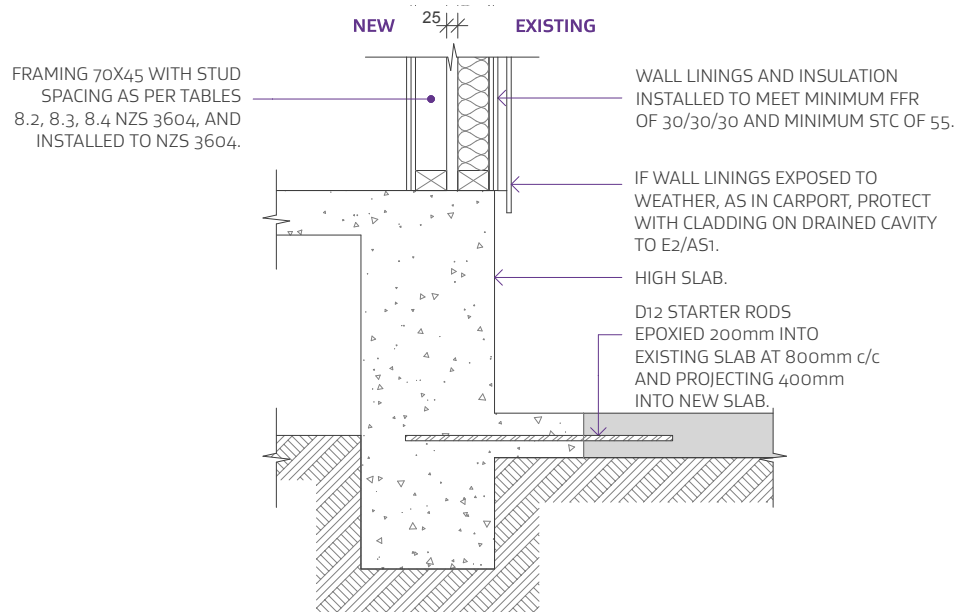 NEW
25
EXISTING
FRAMING 70X45 WITH STUD
SPACING AS PER TABLES
8.2, 8.3, 8.4 NZS 3604, AND
INSTALLED TO NZS 3604.
WALL LININGS AND INSULATION
INSTALLED TO MEET MINIMUM FFR
OF 30/30/30 AND MINIMUM STC OF 55.
IF WALL LININGS EXPOSED TO
WEATHER, AS IN CARPORT, PROTECT
WITH CLADDING ON DRAINED CAVITY
TO E2/AS1.
HIGH SLAB.
D12 STARTER RODS
EPOXIED 200mm INTO
EXISTING SLAB AT 800mm c/c
AND PROJECTING 400mm
INTO NEW SLAB.